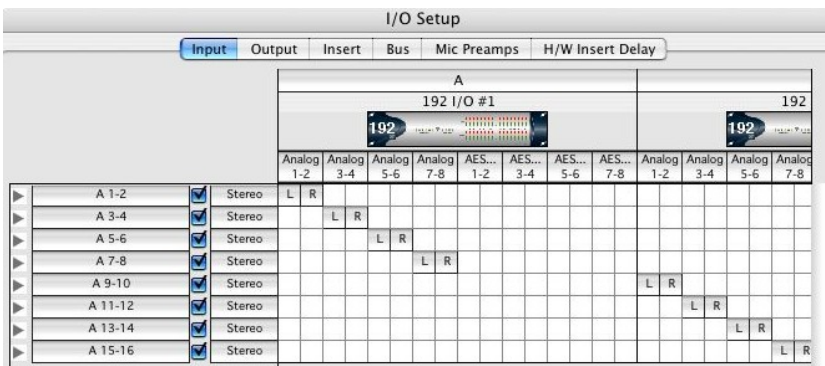 I/O Setup
Input Output Insert Bus Mic Preamps H/W Insert Delay
A
192 I/O #1 192
192 192
Analog Analog Analog Analog AES... AES... AES... AES... Analog Analog Analog Analog
1-2 3-4 5-6 7-8 1-2 3-4 5-6 7-8 1-2 3-4 5-6 7-8
A 1-2 Stereo L R
A 3-4 Stereo L R
A 5-6 Stereo L R
A 7-8 Stereo L R
A 9-10 Stereo L R
A 11-12 Stereo L R
A 13-14 Stereo L R
A 15-16 Stereo L R